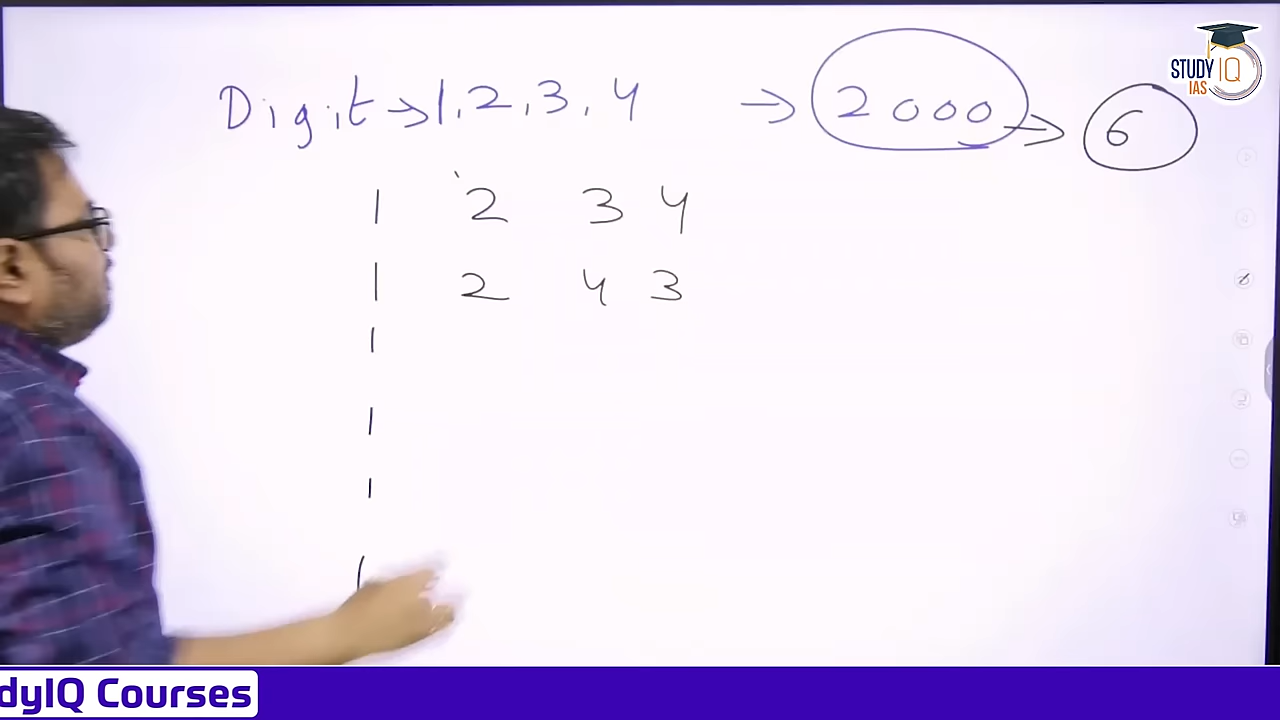 STUDY IQ
IAS
Digit → 1, 2, 3, 4 → 2000 → 6
1 2 3 4
1 2 4 3
1
1
1
1
dyIQ Courses